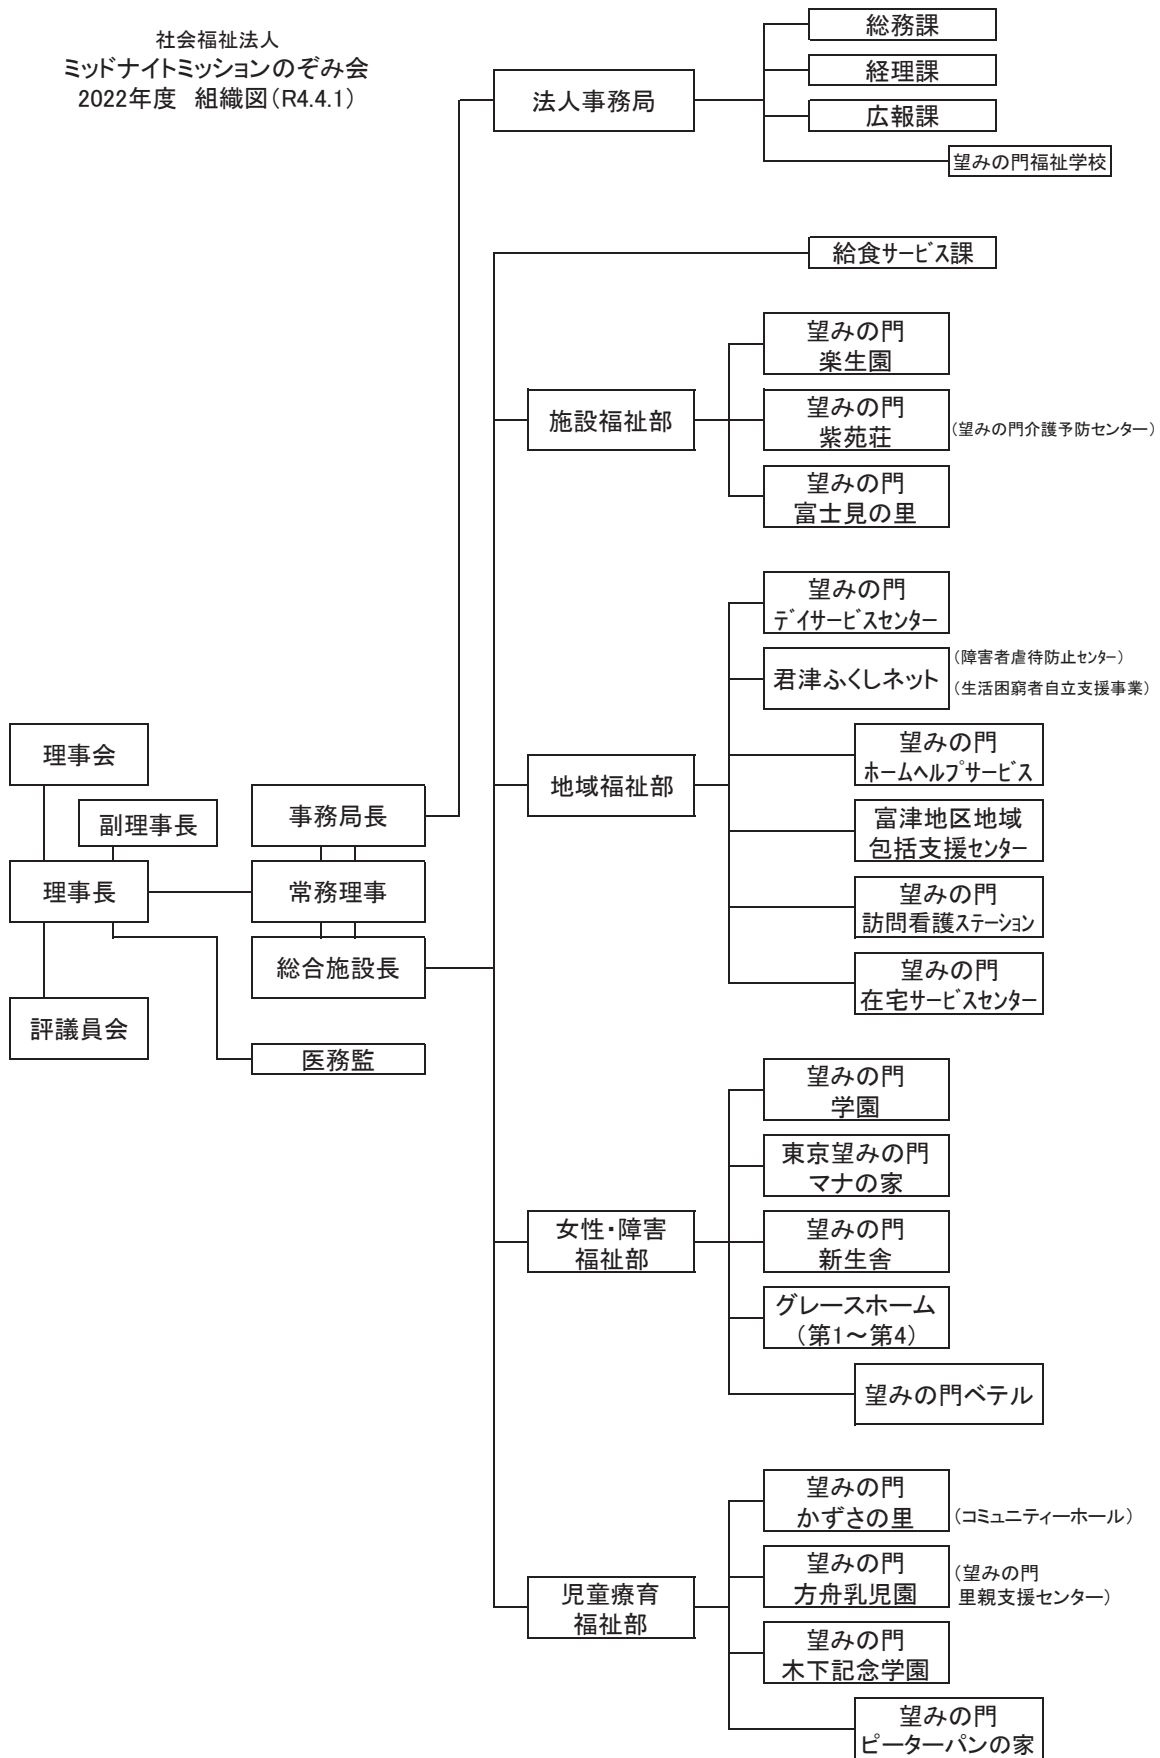 社会福祉法人
ミッドナイトミッションのぞみ会
2022年度　組織図（R4.4.1）
総務課
法人事務局
経理課
広報課
望みの門福祉学校
給食サービス課
施設福祉部
望みの門
楽生園
望みの門
紫苑荘
（望みの門介護予防センター）
望みの門
富士見の里
地域福祉部
望みの門
デイサービスセンター
君津ふくしネット
（障害者虐待防止センター）
（生活困窮者自立支援事業）
望みの門
ホームヘルプサービス
富津地区地域
包括支援センター
望みの門
訪問看護ステーション
望みの門
在宅サービスセンター
理事会
副理事長
理事長
評議員会
事務局長
常務理事
総合施設長
医務監
女性・障害
福祉部
望みの門
学園
東京望みの門
マナの家
望みの門
新生舎
グレースホーム
（第1～第4）
望みの門ベテル
児童療育
福祉部
望みの門
かずさの里
（コミュニティーホール）
望みの門
方舟乳児園
（望みの門
里親支援センター）
望みの門
木下記念学園
望みの門
ピーターパンの家